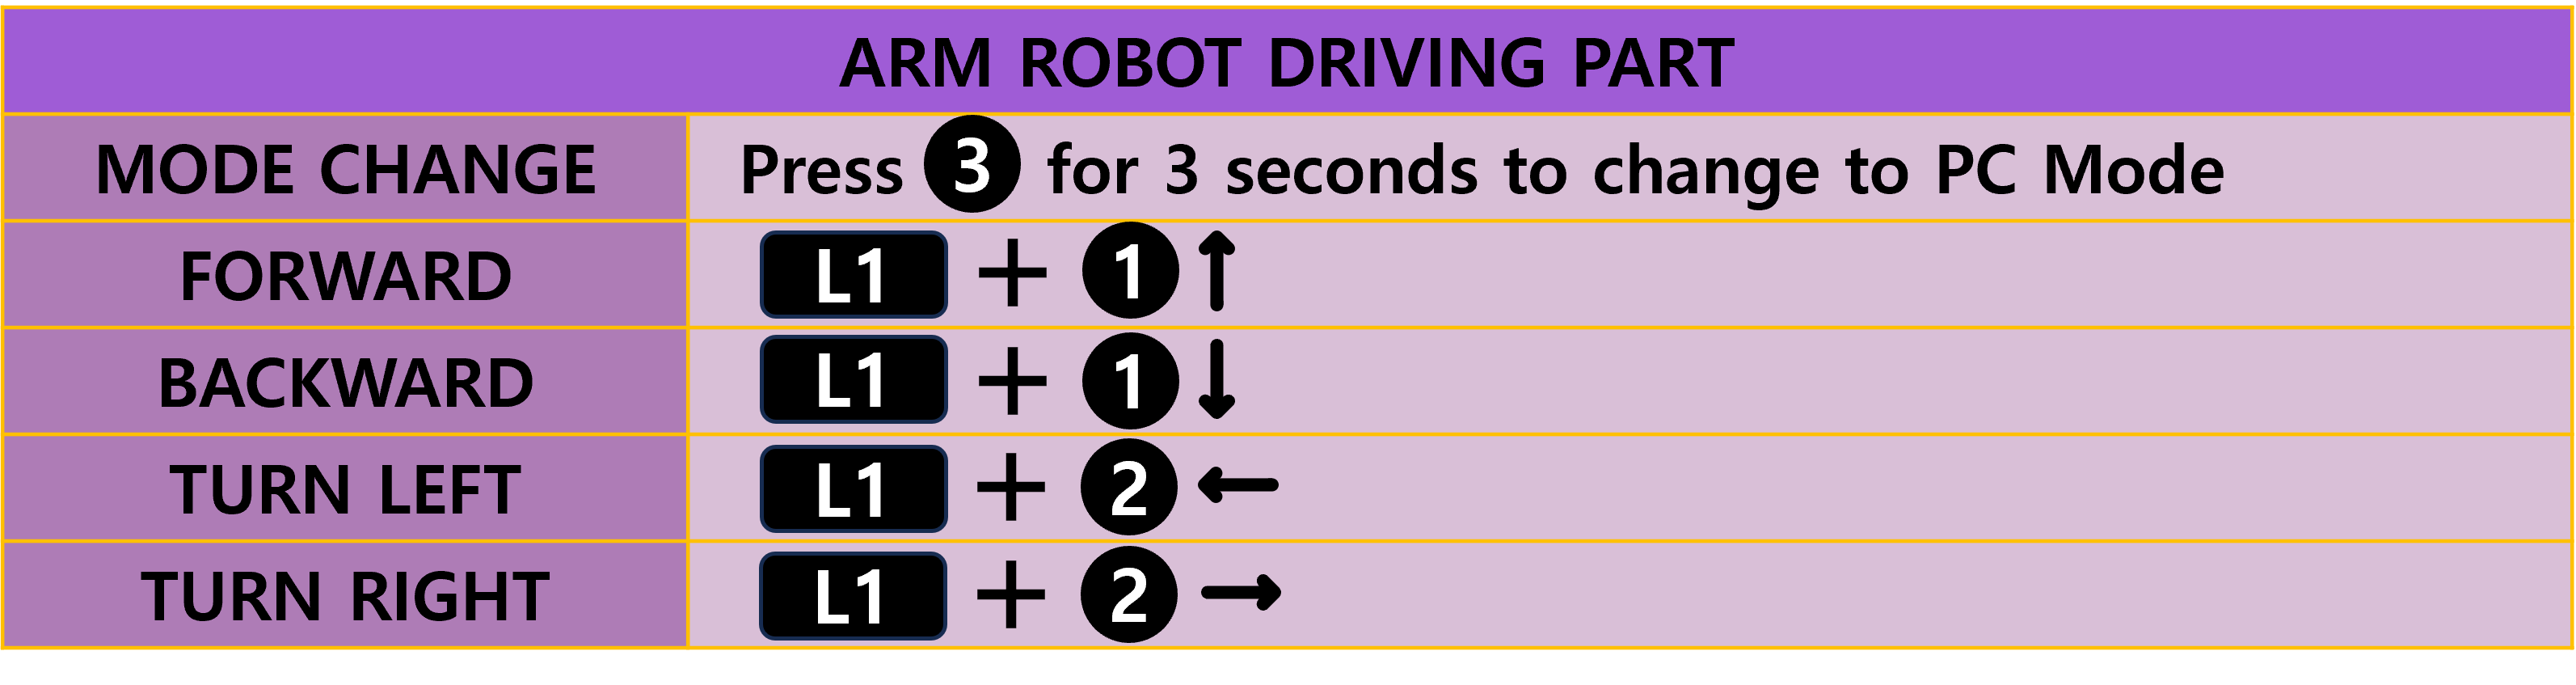 ARM ROBOT DRIVING PART
MODE CHANGE Press 3 for 3 seconds to change to PC Mode
FORWARD L1 + 1 ↑
BACKWARD L1 + 1 ↓
TURN LEFT L1 + 2 ←
TURN RIGHT L1 + 2 →